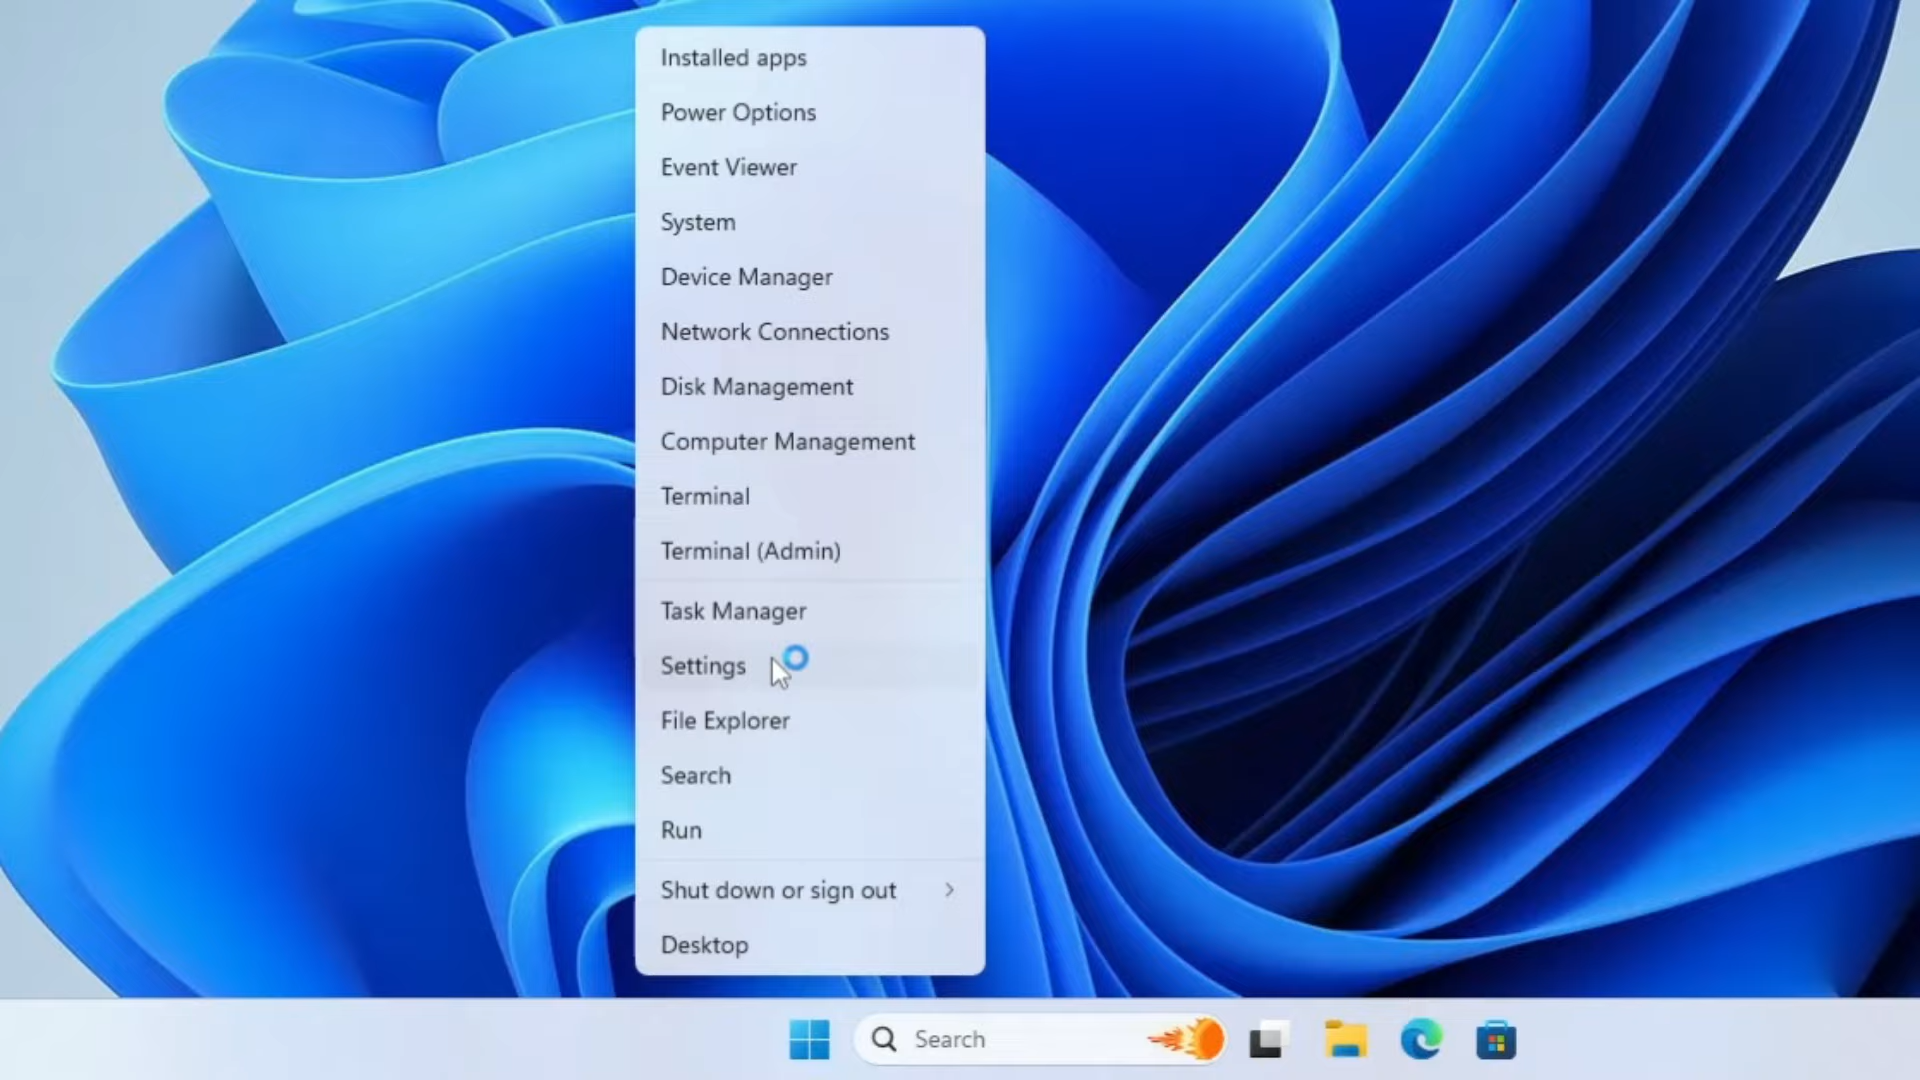 Installed apps
Power Options
Event Viewer
System
Device Manager
Network Connections
Disk Management
Computer Management
Terminal
Terminal (Admin)
Task Manager
Settings
File Explorer
Search
Run
Shut down or sign out
Desktop
Search